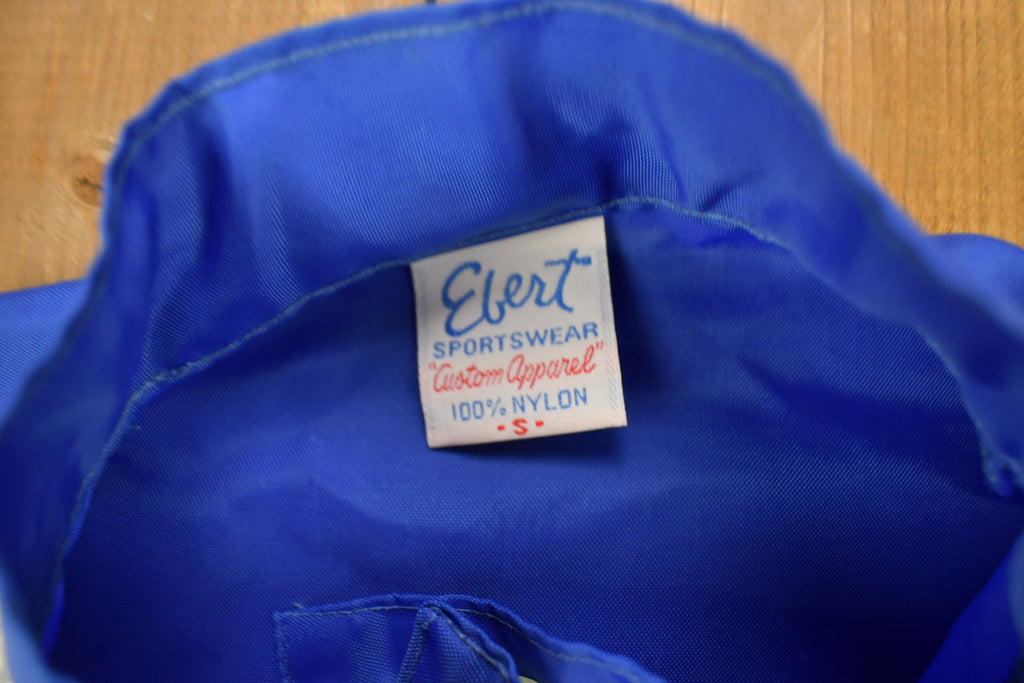 Ebert
SPORTSWEAR
"Custom Apparel"
100% NYLON
-S-